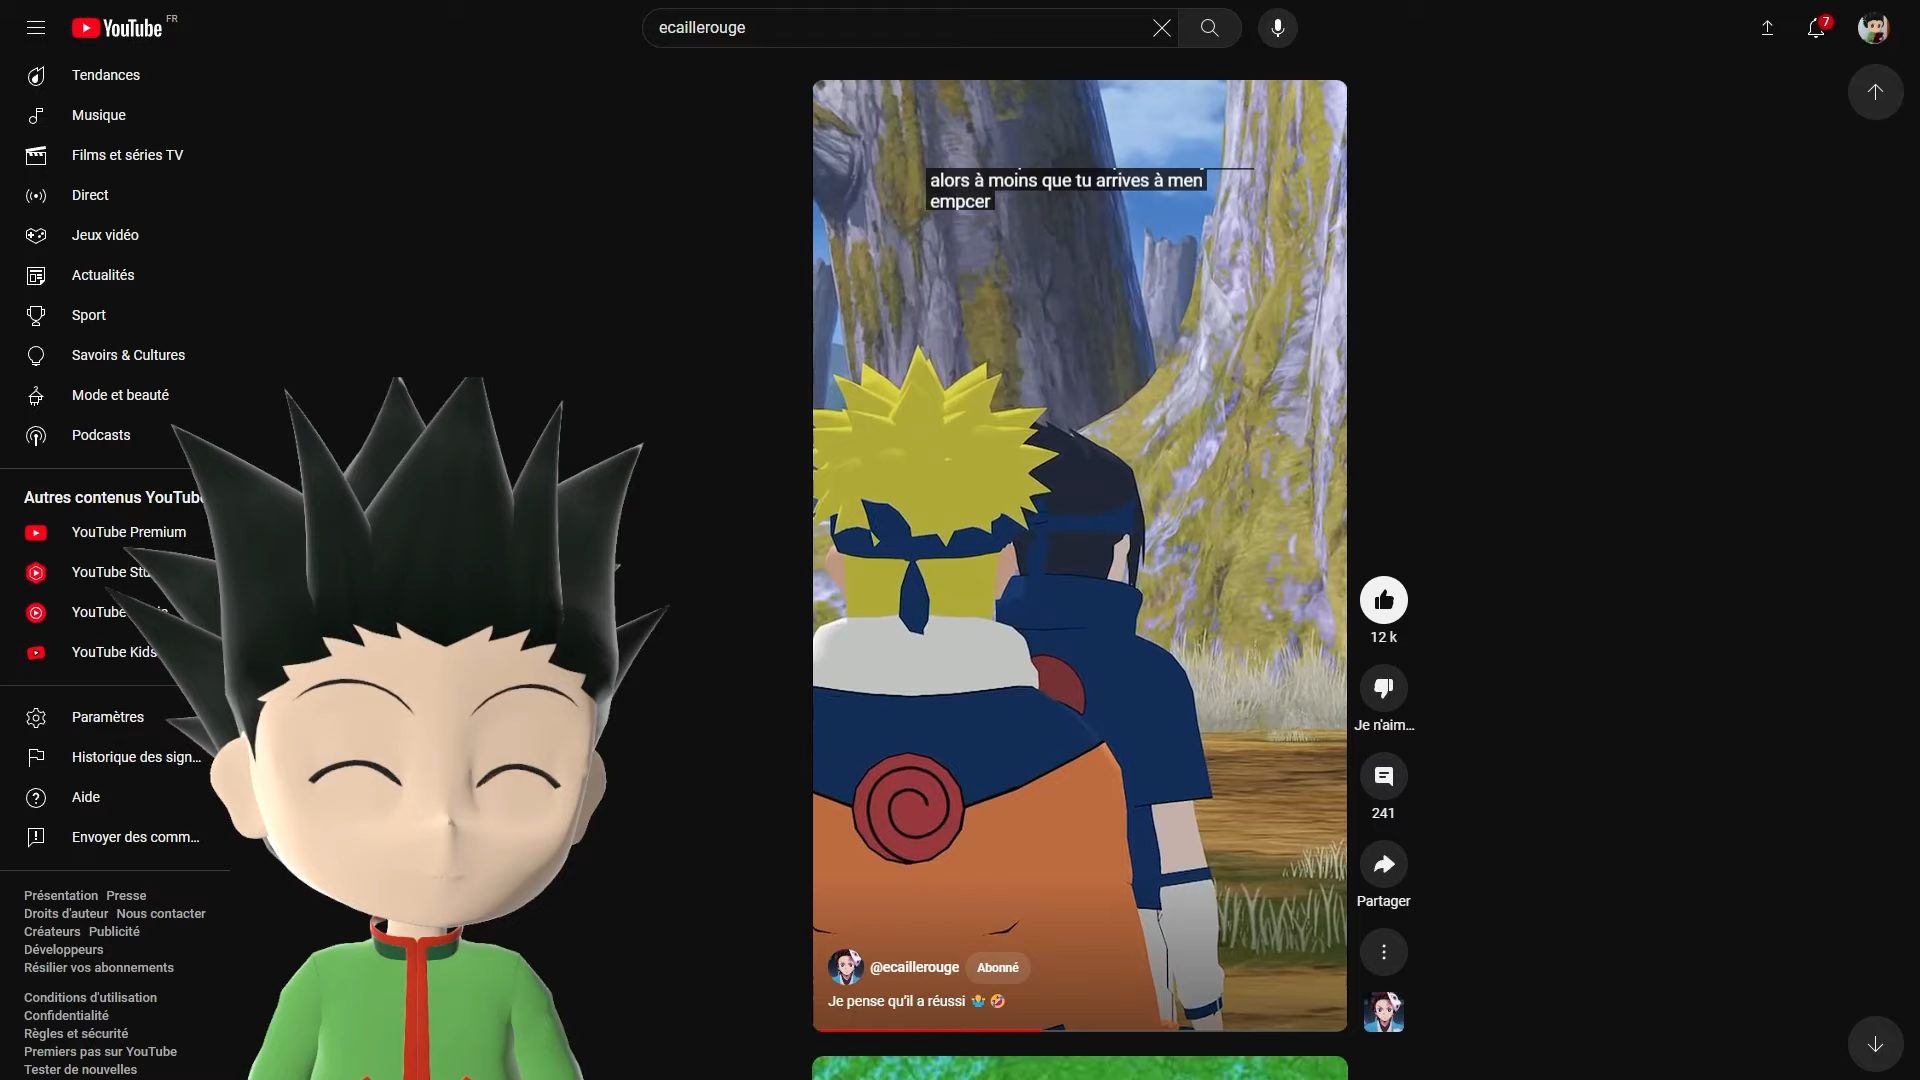 YouTube FR
ecaillerouge
7
Tendances
Musique
Films et séries TV
Direct
Jeux vidéo
Actualités
Sport
Savoirs & Cultures
Mode et beauté
Podcasts
Autres contenus YouTube
YouTube Premium
YouTube Stu
YouTube
YouTube Kids
Paramètres
Historique des sign...
Aide
Envoyer des comm...
Présentation Presse
Droits d'auteur Nous contacter
Créateurs Publicité
Développeurs
Résilier vos abonnements
Conditions d'utilisation
Confidentialité
Règles et sécurité
Premiers pas sur YouTube
Tester de nouvelles
alors à moins que tu arrives à men
empcer
@ecaillerouge Abonné
Je pense qu'il a réussi 🤷‍♂️ 🤣
12 k
Je n'aim...
241
Partager